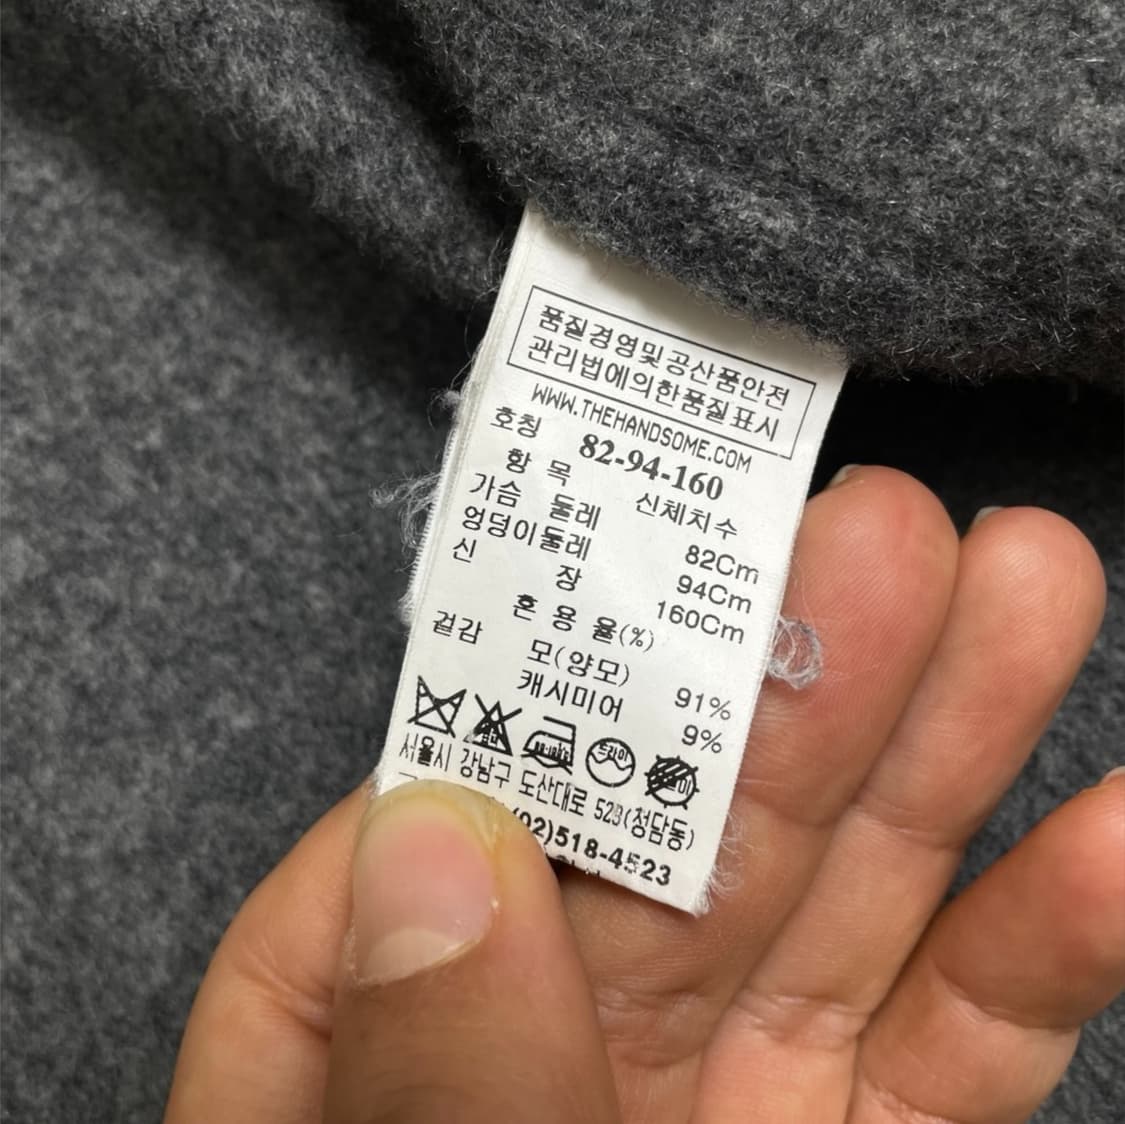 품질경영및공산품안전
관리법에의한품질표시
WWW.THEHANDSOME.COM
호칭 82-94-160
항 목 신체치수
가슴 둘레 82Cm
엉덩이둘레 94Cm
신 장 160Cm
혼 용 율(%)
겉감 모(양모) 91%
캐시미어 9%
드라이
서울시 강남구 도산대로 523(청담동)
(02)518-4523